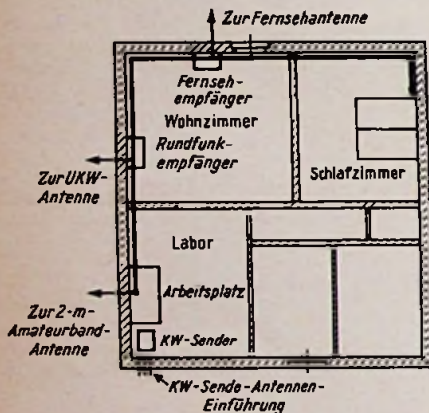 Zur Fernsehantenne
Fernseh-
empfänger
Wohnzimmer
Rundfunk-
empfänger
Zur UKW-
Antenne
Schlafzimmer
Labor
Arbeitsplatz
Zur 2-m-
Amateurband-
Antenne
KW-Sender
KW-Sende-Antennen-
Einführung